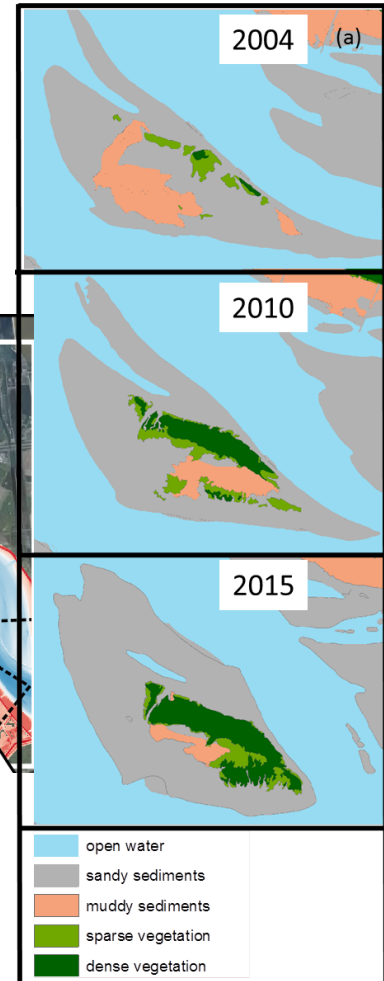 2004 (a)
2010
2015
open water
sandy sediments
muddy sediments
sparse vegetation
dense vegetation